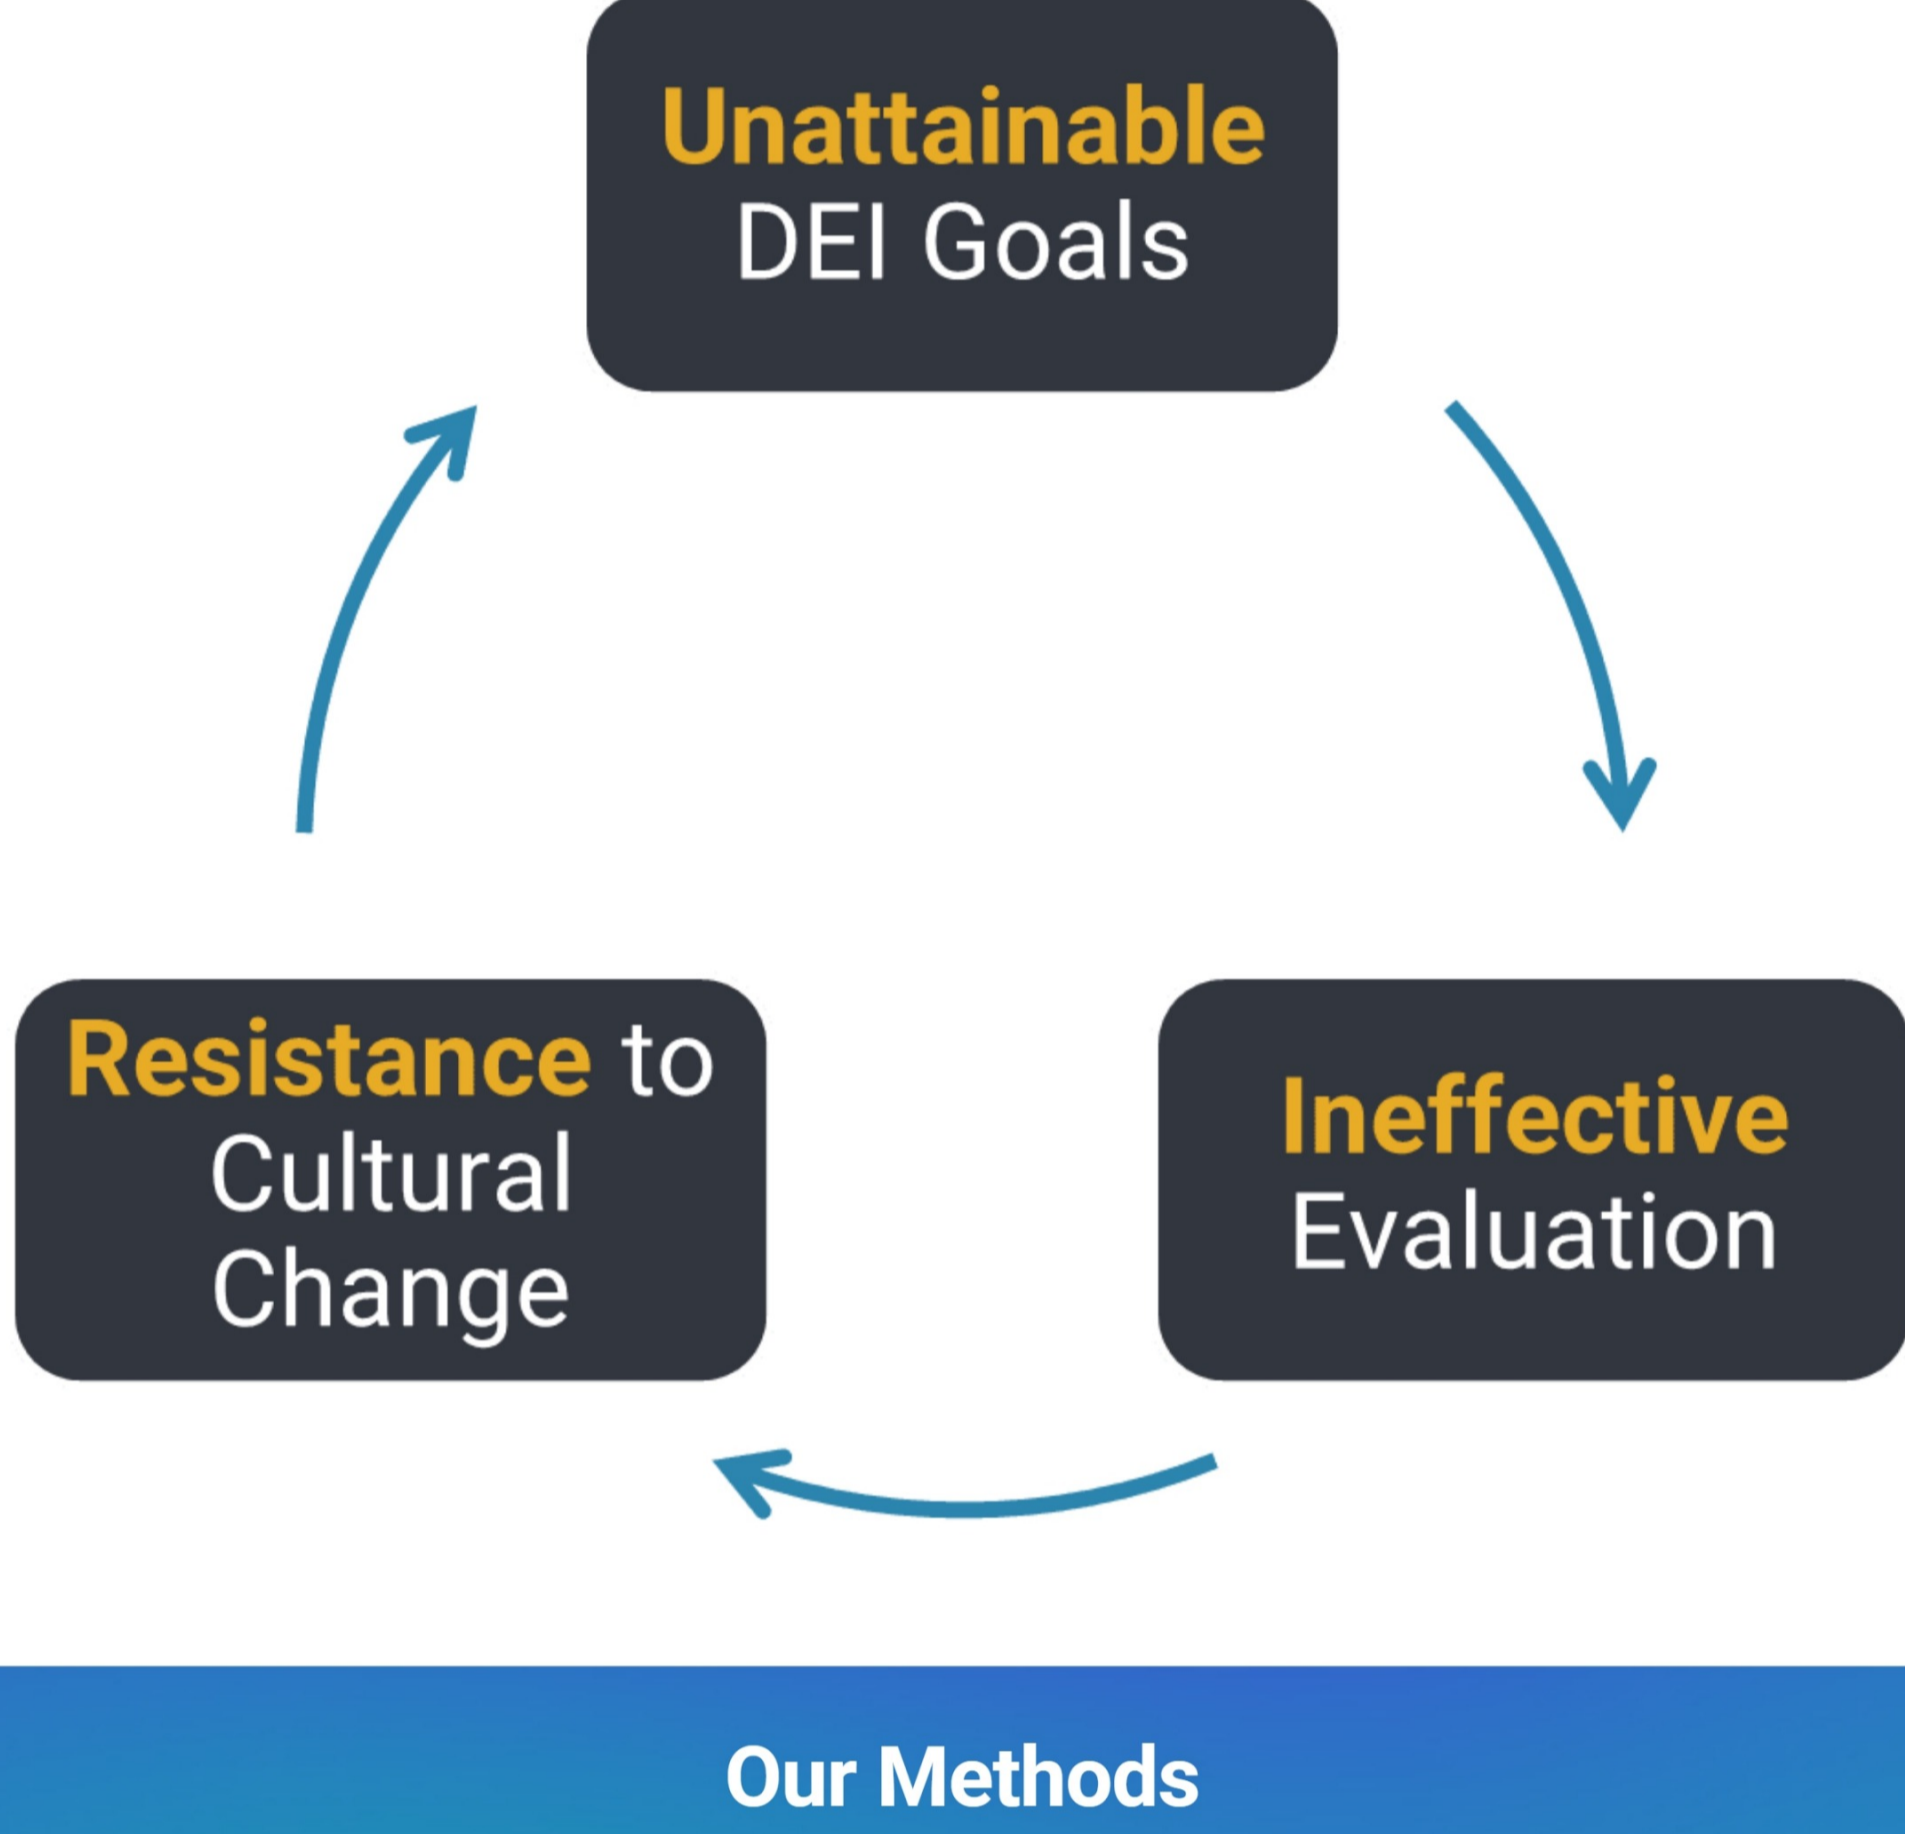 Unattainable
DEI Goals
Resistance to
Cultural
Change
Ineffective
Evaluation
Our Methods